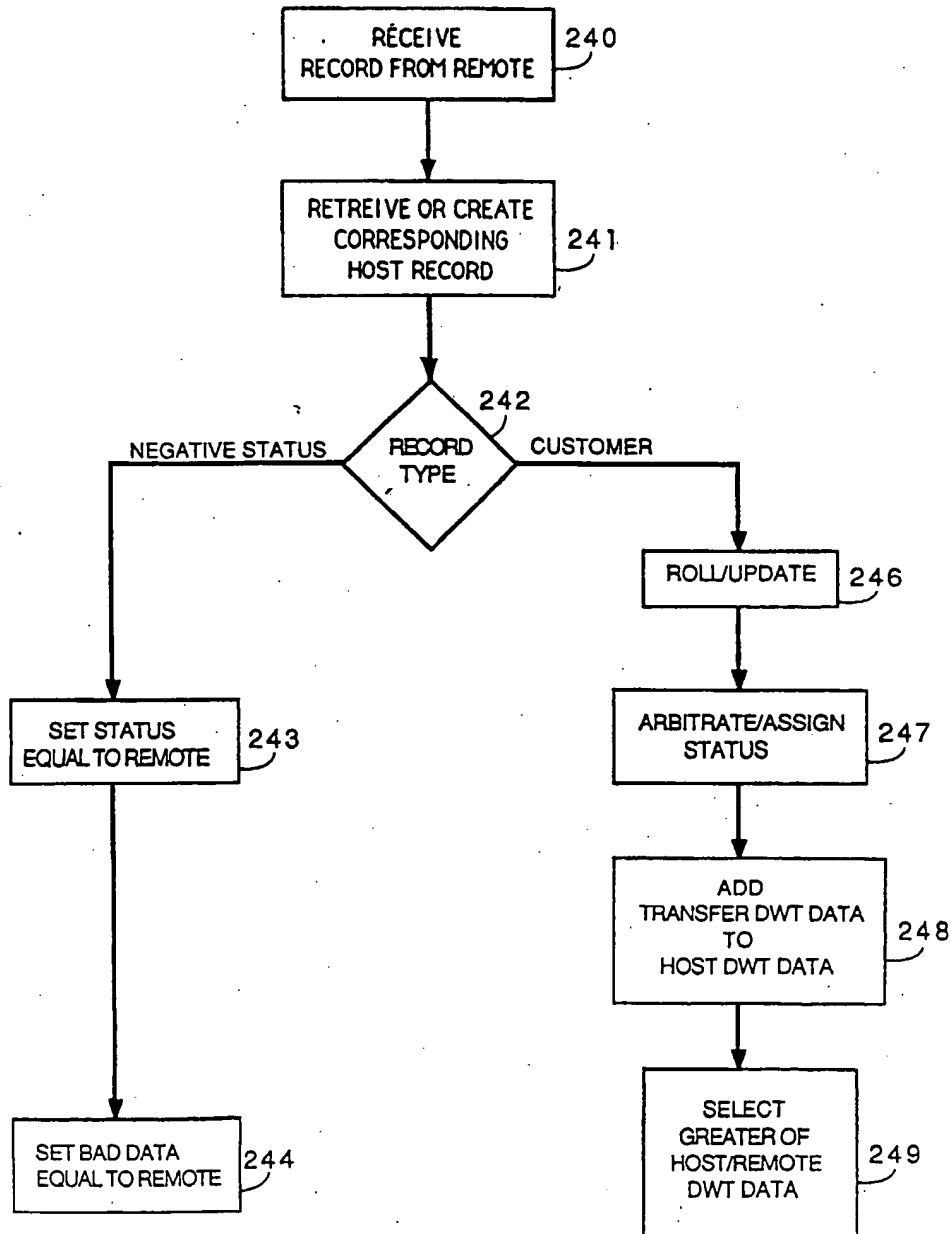 RECEIVE
RECORD FROM REMOTE
240
RETREIVE OR CREATE
CORRESPONDING
HOST RECORD
241
RECORD
TYPE
242
NEGATIVE STATUS
CUSTOMER
ROLL/UPDATE
246
SET STATUS
EQUAL TO REMOTE
243
ARBITRATE/ASSIGN
STATUS
247
ADD
TRANSFER DWT DATA
TO
HOST DWT DATA
248
SET BAD DATA
EQUAL TO REMOTE
244
SELECT
GREATER OF
HOST/REMOTE
DWT DATA
249